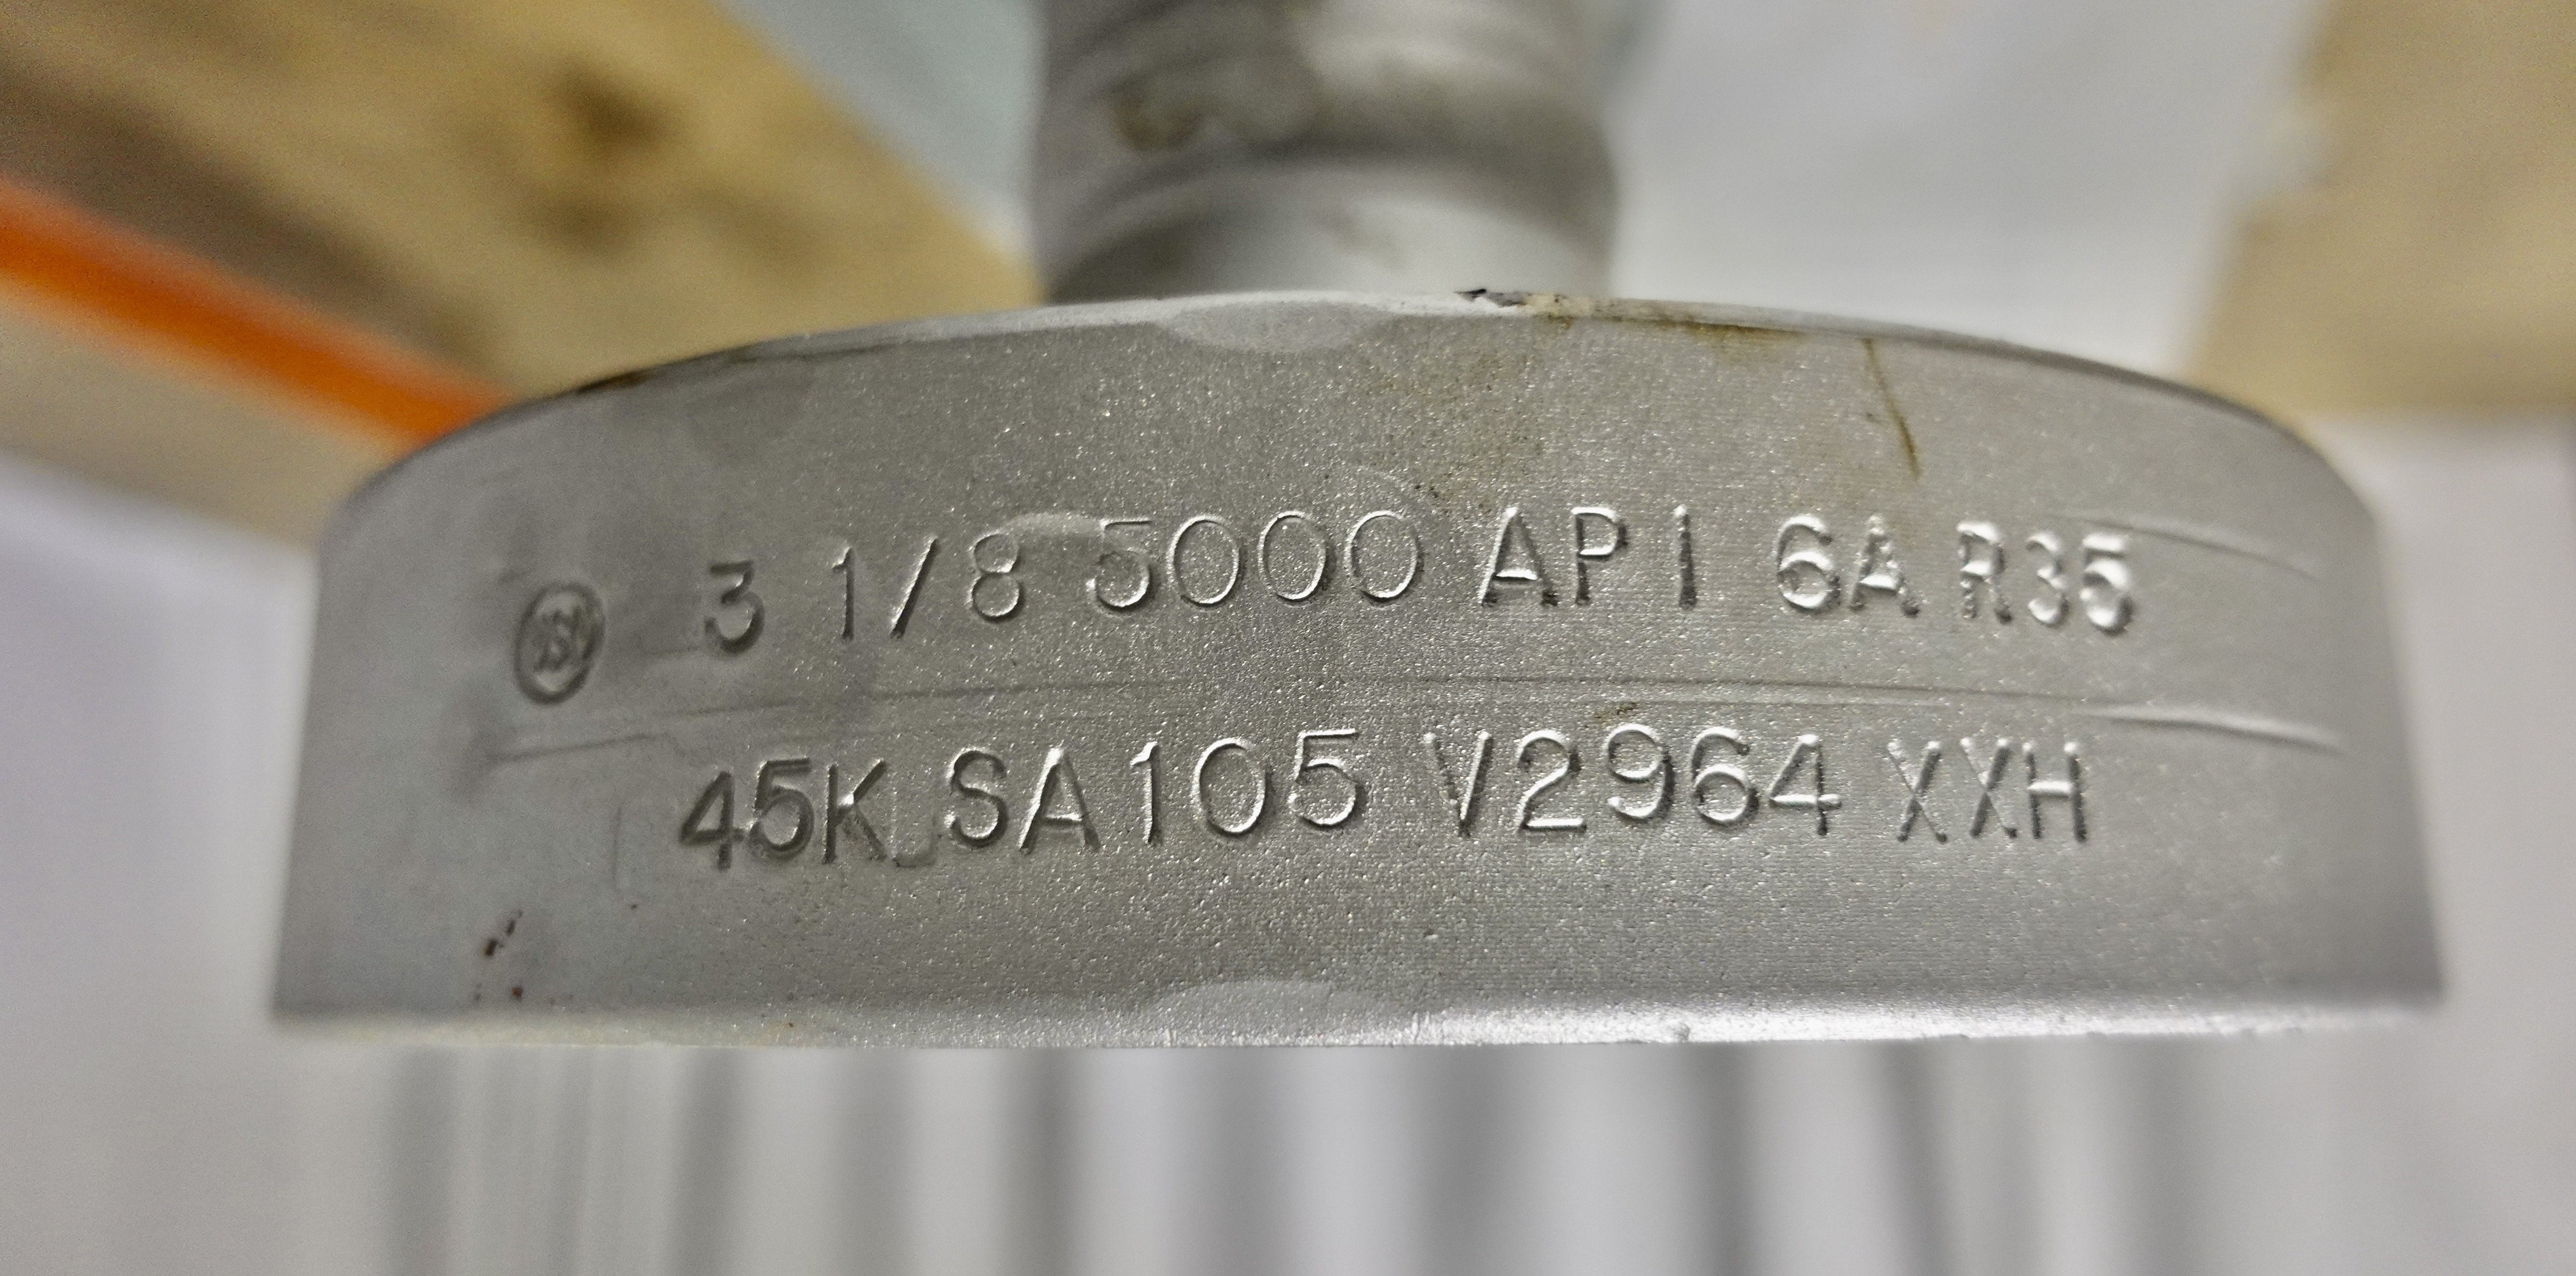 3 1/8 5000 API 6A R35
45K SA105 V2964 XXH